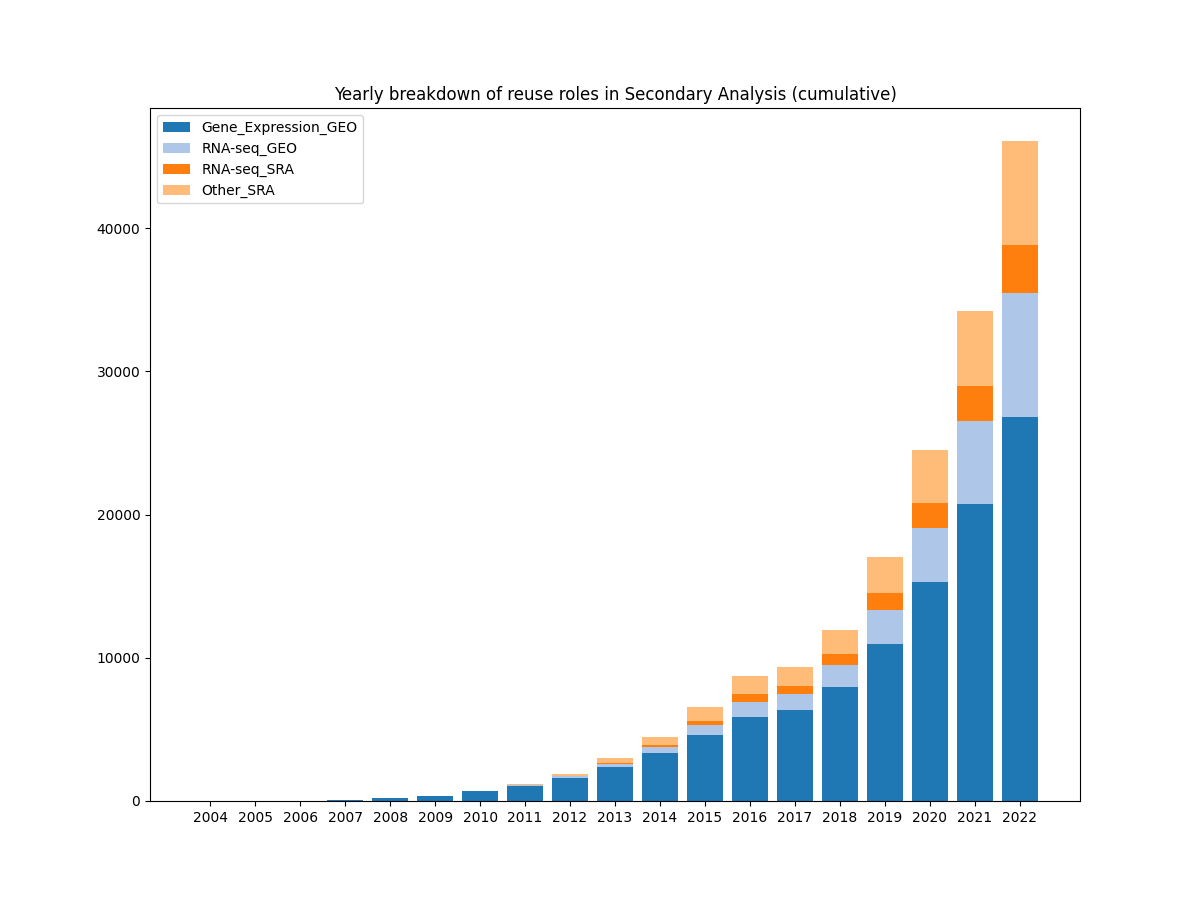 Yearly breakdown of reuse roles in Secondary Analysis (cumulative)
Gene_Expression_GEO
RNA-seq_GEO
RNA-seq_SRA
Other_SRA
40000
30000
20000
10000
0
2004 2005 2006 2007 2008 2009 2010 2011 2012 2013 2014 2015 2016 2017 2018 2019 2020 2021 2022